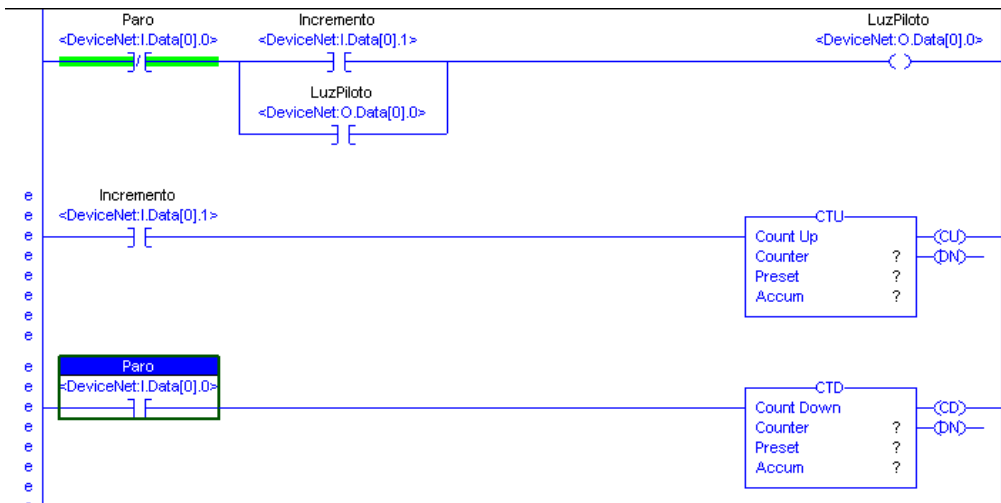 Paro Incremento LuzPiloto
<DeviceNet:I.Data[0].0> <DeviceNet:I.Data[0].1> <DeviceNet:O.Data[0].0>
LuzPiloto
<DeviceNet:O.Data[0].0>
e Incremento
e <DeviceNet:I.Data[0].1> CTU
e Count Up CU
e Counter ? DN
e Preset ?
e Accum ?
e
e
e Paro
e <DeviceNet:I.Data[0].0> CTD
e Count Down CD
e Counter ? DN
e Preset ?
e Accum ?
e